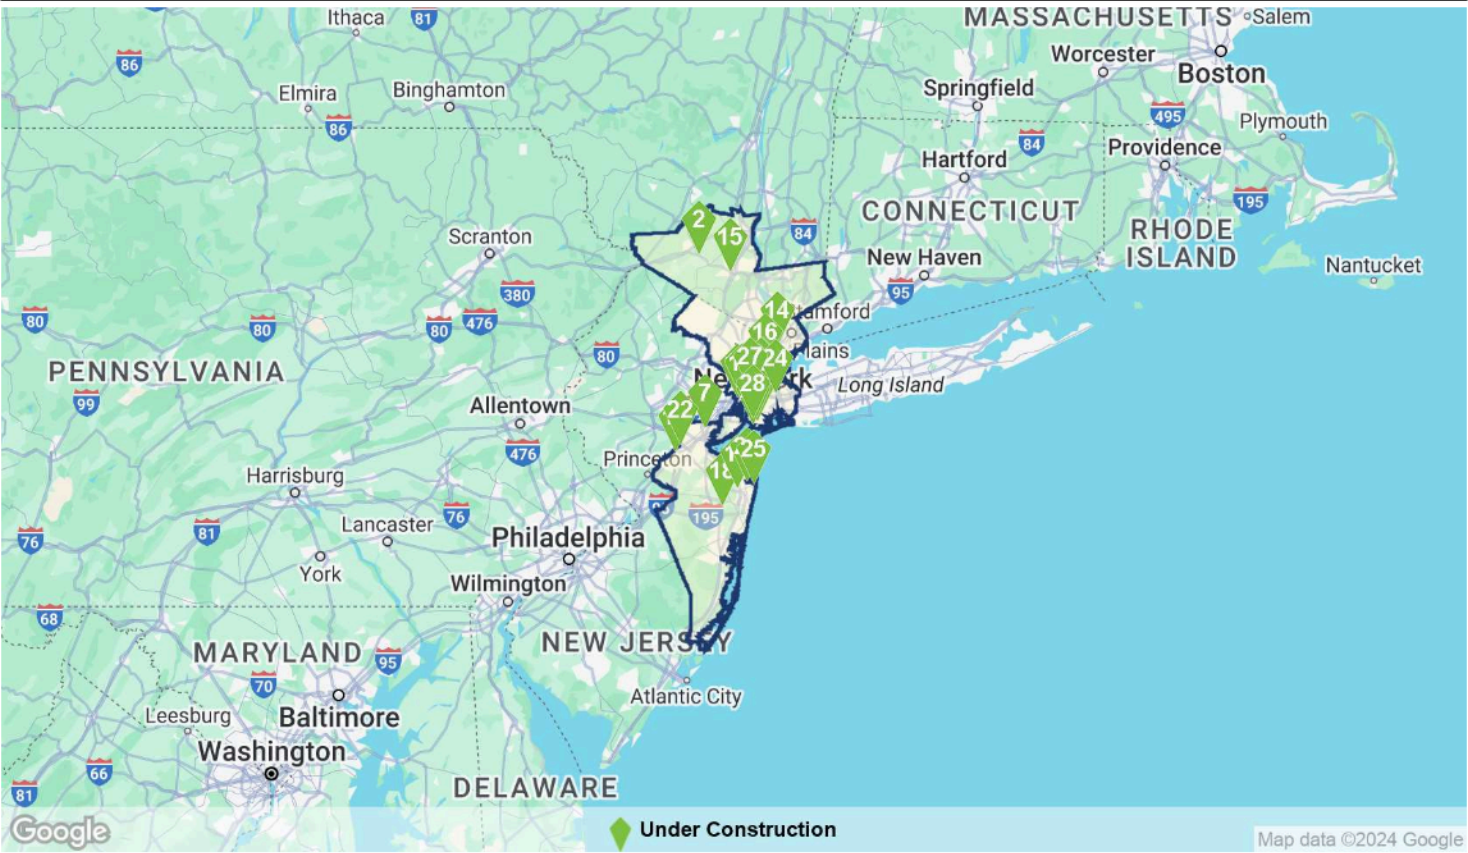 Ithaca
81
MASSACHUSETTS
Salem
86
Worcester
Boston
Elmira
Binghamton
Springfield
495
86
Plymouth
84
Hartford
Providence
195
2
CONNECTICUT
15
84
RHODE
ISLAND
Scranton
New Haven
Nantucket
380
95
14
80
80
80
476
16
80
27
24
Plains
PENNSYLVANIA
Long Island
28
99
7
Allentown
22
476
25
Princeton
18
Harrisburg
76
195
Lancaster
81
76
Philadelphia
York
Wilmington
68
MARYLAND
95
NEW JERSEY
70
Atlantic City
Leesburg
Baltimore
Washington
66
81
DELAWARE
Google
Under Construction
Map data ©2024 Google